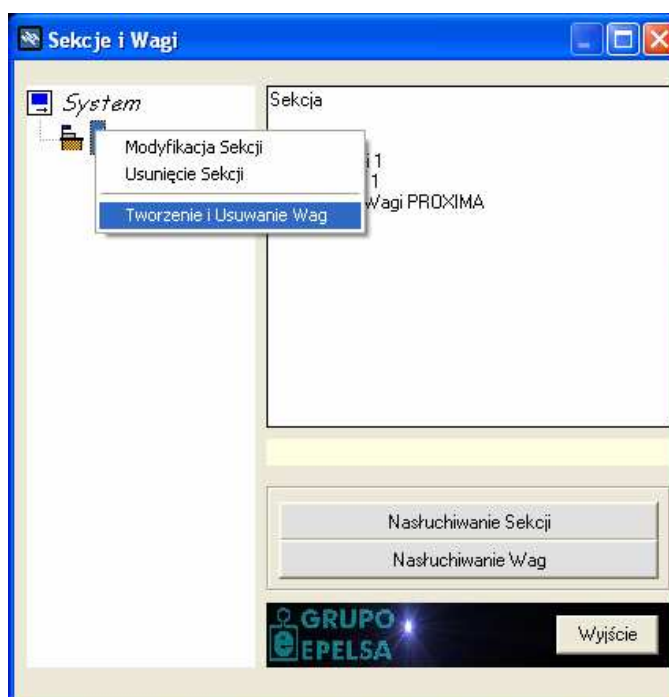 Sekcje i Wagi
System
Modyfikacja Sekcji
Usunięcie Sekcji
Tworzenie i Usuwanie Wag
Sekcja
1
1
Wagi PROXIMA
Nasłuchiwanie Sekcji
Nasłuchiwanie Wag
GRUPO
EPELSA
Wyjście